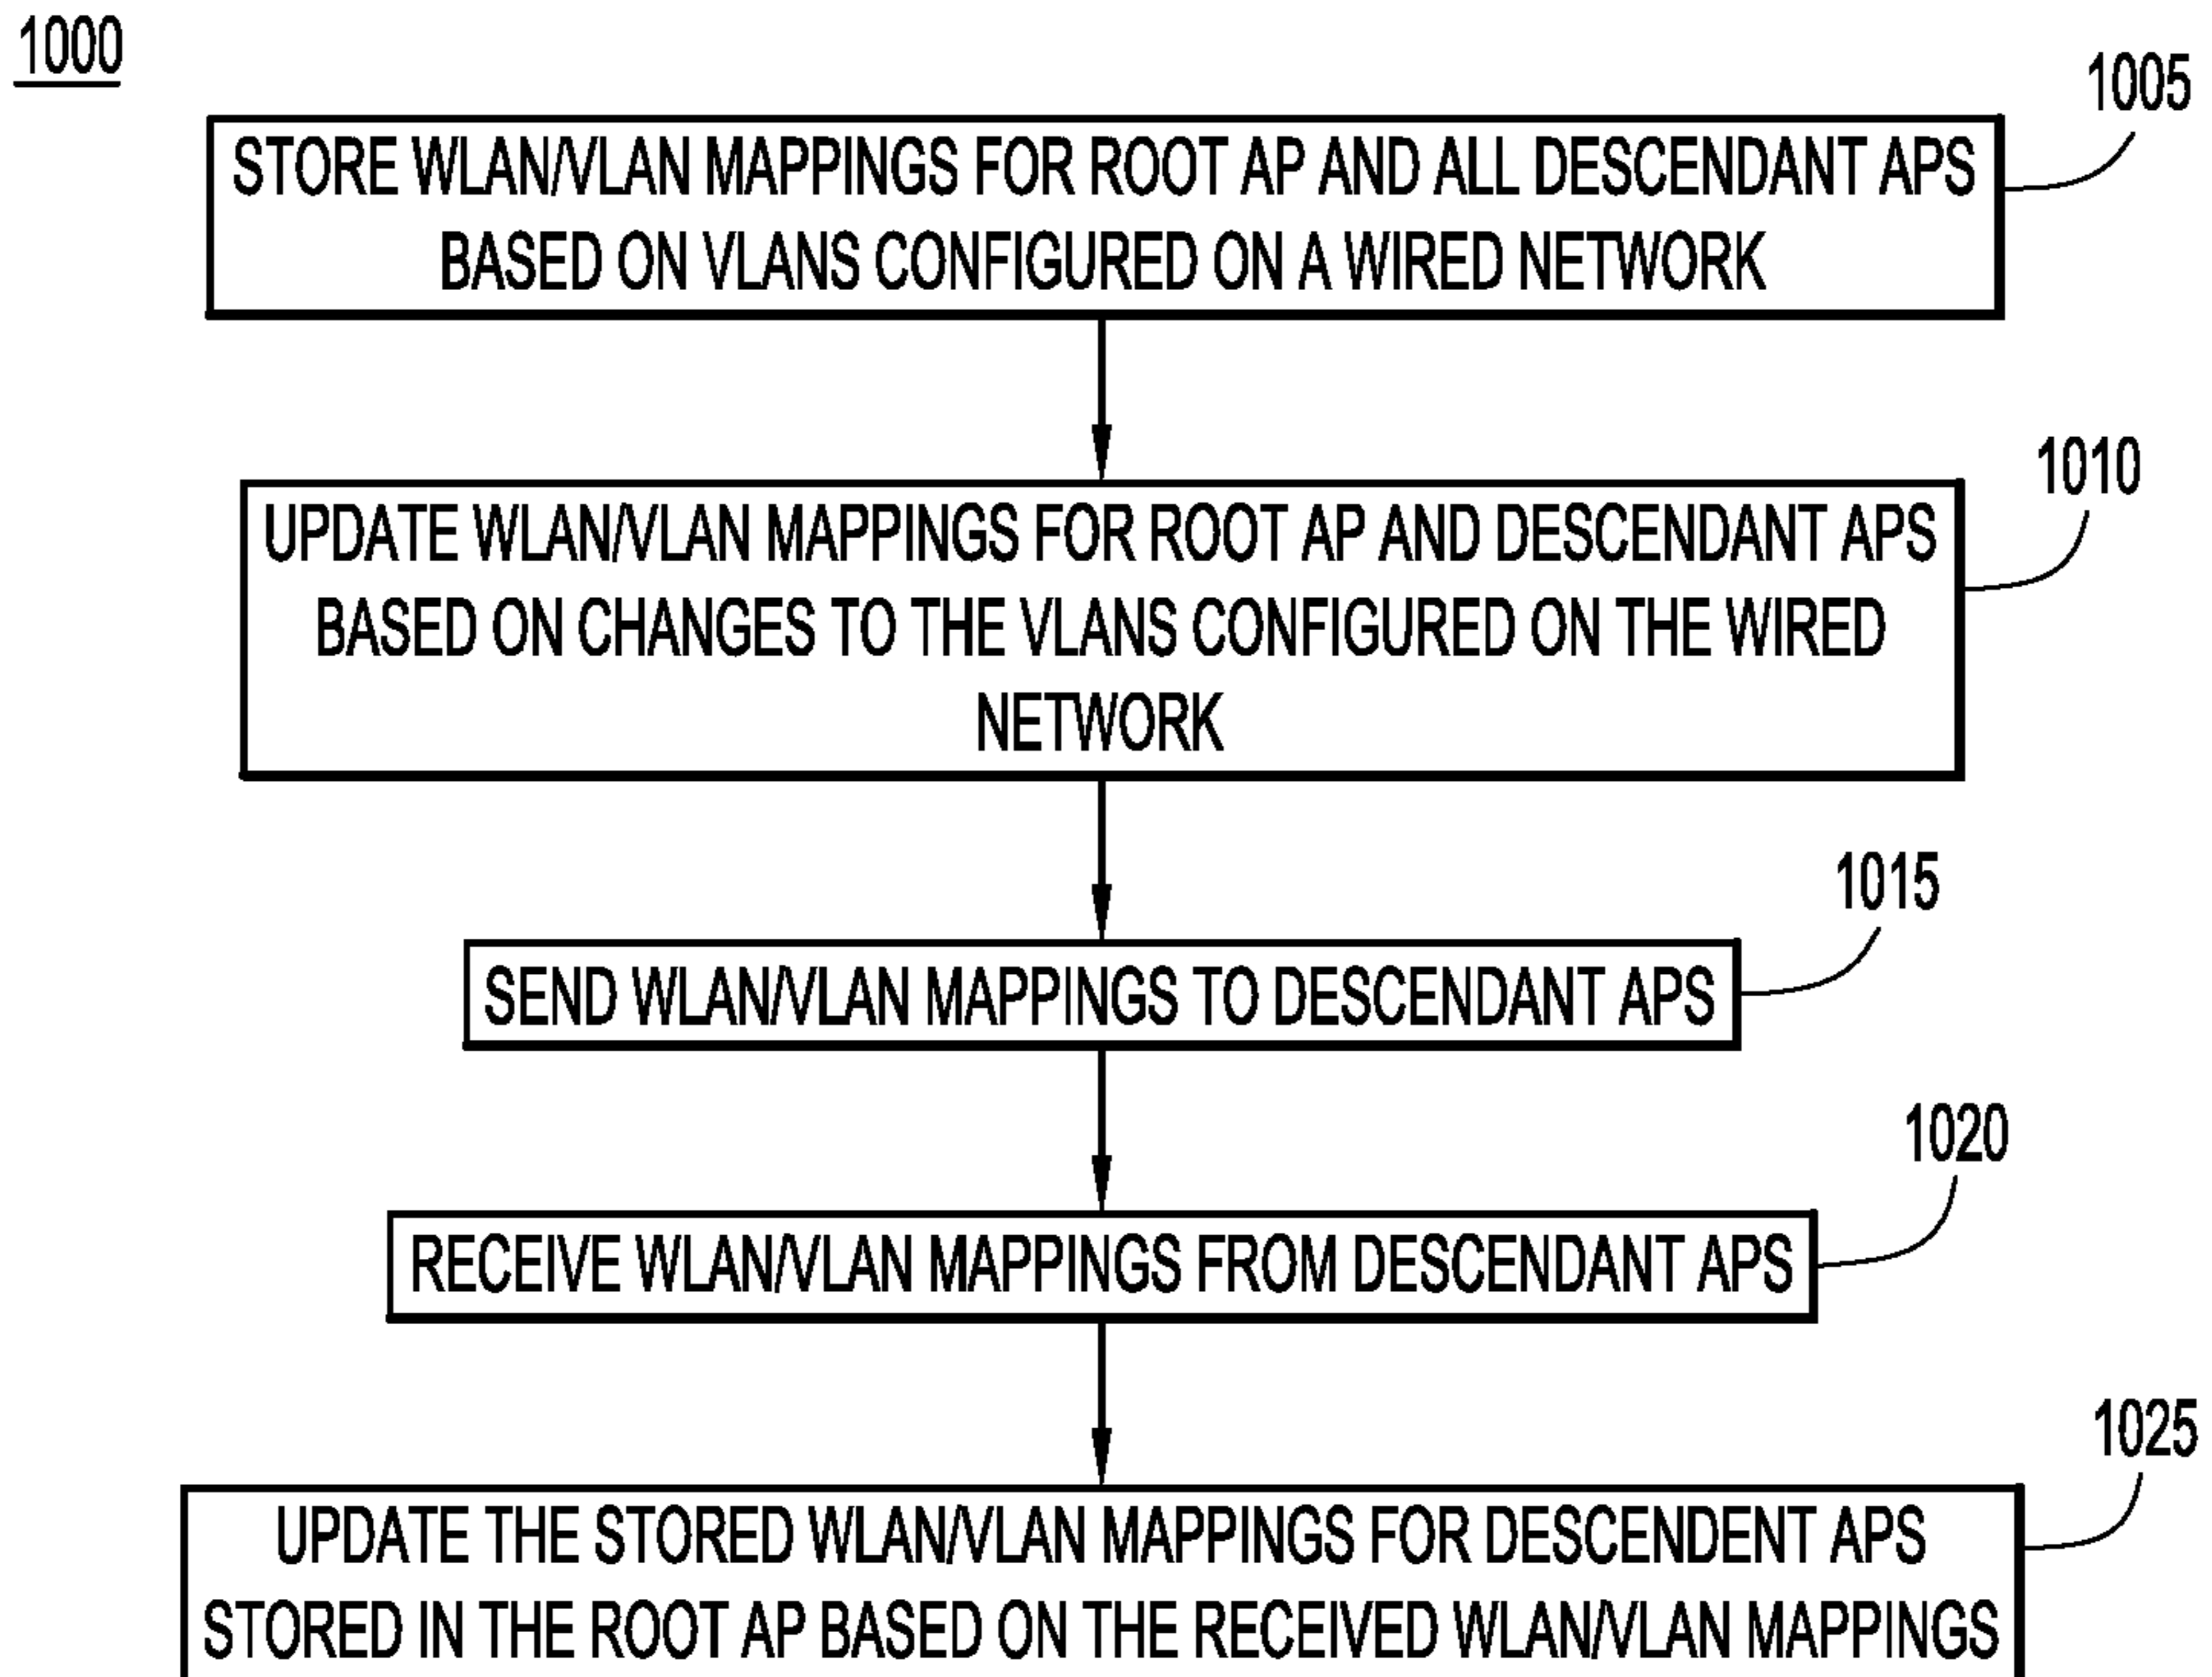 1000
1005
STORE WLAN/VLAN MAPPINGS FOR ROOT AP AND ALL DESCENDANT APS
BASED ON VLANS CONFIGURED ON A WIRED NETWORK
1010
UPDATE WLAN/VLAN MAPPINGS FOR ROOT AP AND DESCENDANT APS
BASED ON CHANGES TO THE VLANS CONFIGURED ON THE WIRED
NETWORK
1015
SEND WLAN/VLAN MAPPINGS TO DESCENDANT APS
1020
RECEIVE WLAN/VLAN MAPPINGS FROM DESCENDANT APS
1025
UPDATE THE STORED WLAN/VLAN MAPPINGS FOR DESCENDENT APS
STORED IN THE ROOT AP BASED ON THE RECEIVED WLAN/VLAN MAPPINGS